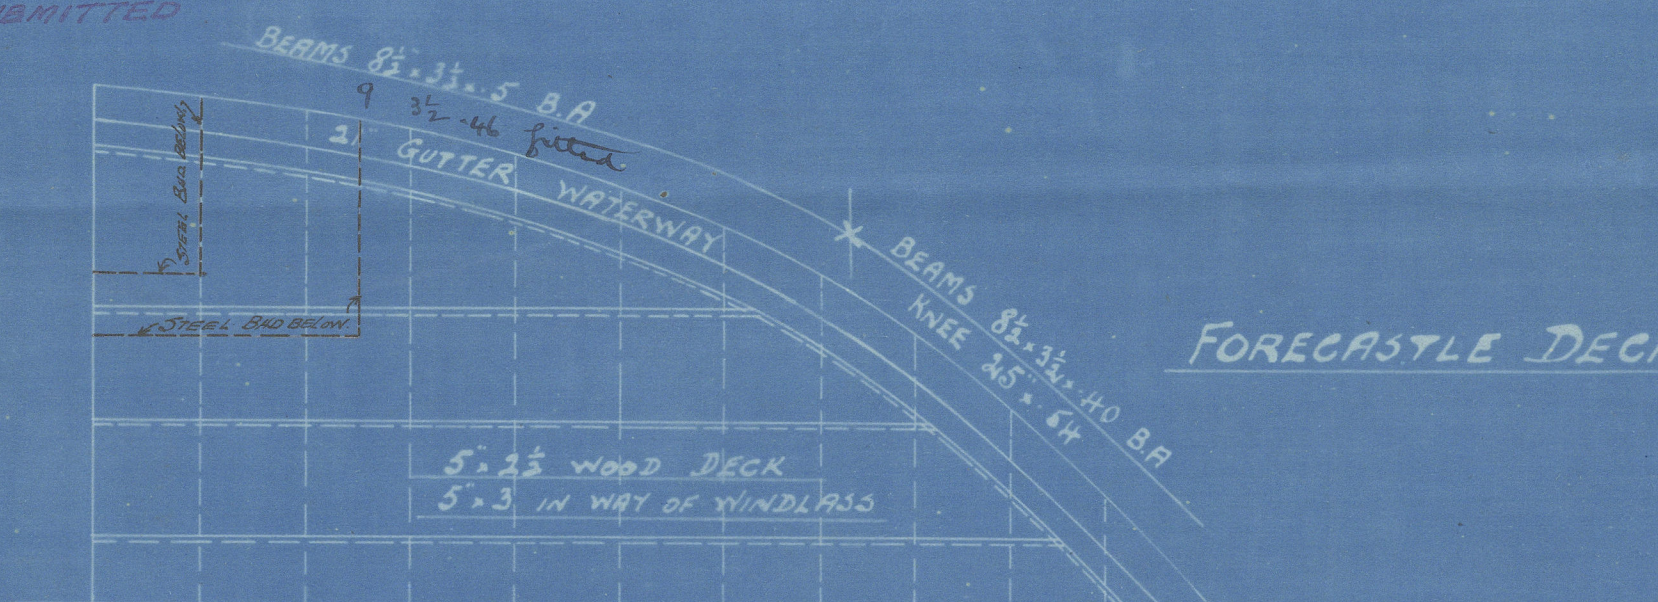 BMITTED
BEAMS 8½" × 3½ × .5 B.A
9 3½ .46 fitted
21" GUTTER WATERWAY
STEEL BHD BELOW
STEEL BHD BELOW.
BEAMS 8½ × 3½ × .40 B.A
KNEE 25" × .54
FORECASTLE DECK
5" × 2½ WOOD DECK
5" × 3 IN WAY OF WINDLASS